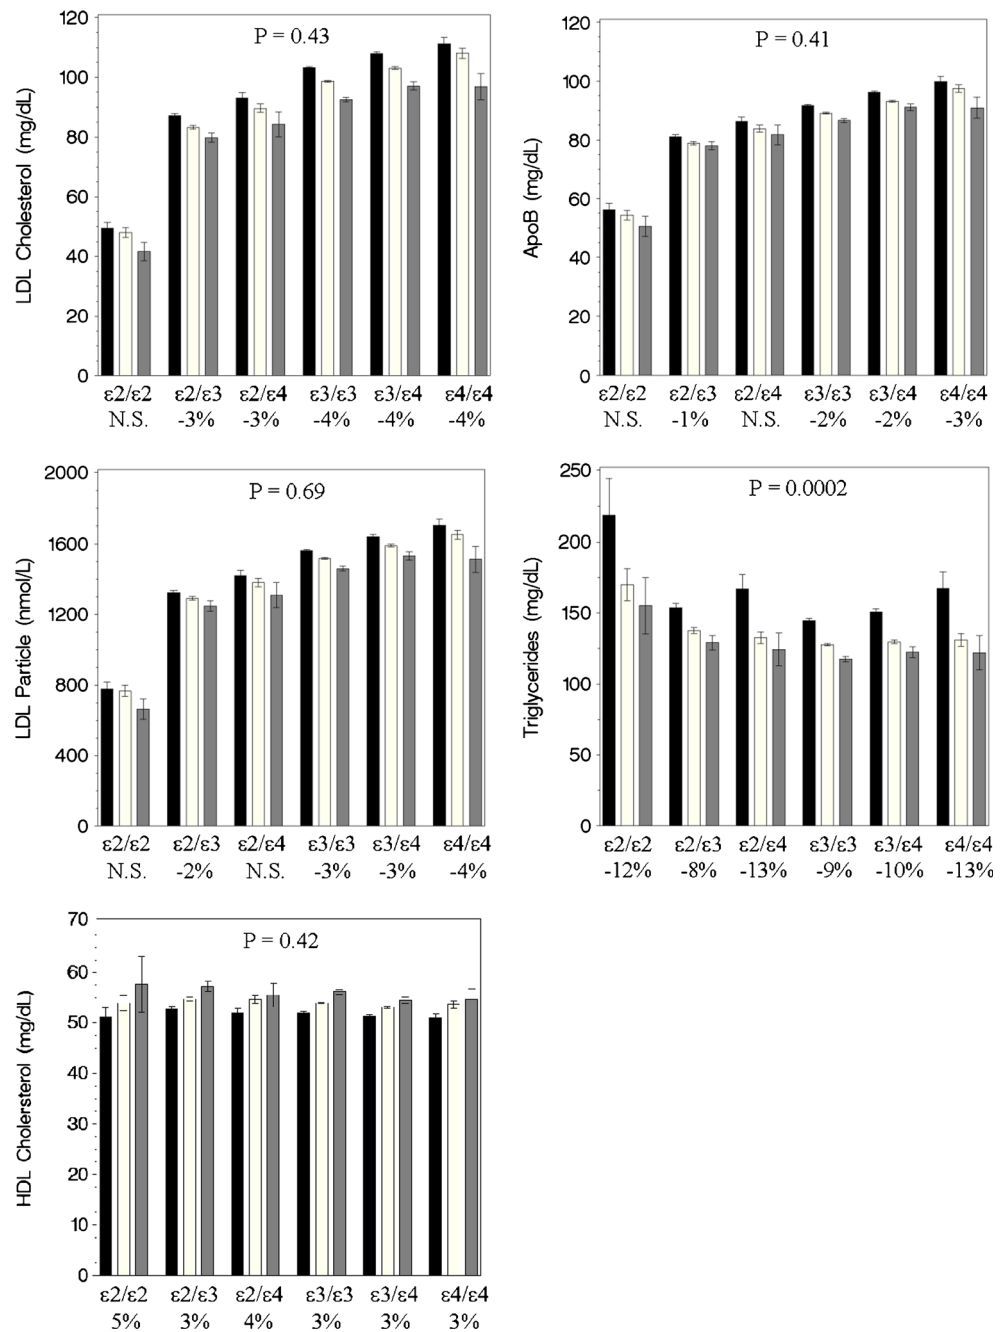 LDL Cholesterol (mg/dL)
120
100
80
60
40
20
0
P = 0.43
ε2/ε2 ε2/ε3 ε2/ε4 ε3/ε3 ε3/ε4 ε4/ε4
N.S. -3% -3% -4% -4% -4%
ApoB (mg/dL)
120
100
80
60
40
20
0
P = 0.41
ε2/ε2 ε2/ε3 ε2/ε4 ε3/ε3 ε3/ε4 ε4/ε4
N.S. -1% N.S. -2% -2% -3%
LDL Particle (nmol/L)
2000
1600
1200
800
400
0
P = 0.69
ε2/ε2 ε2/ε3 ε2/ε4 ε3/ε3 ε3/ε4 ε4/ε4
N.S. -2% N.S. -3% -3% -4%
Triglycerides (mg/dL)
250
200
150
100
50
0
P = 0.0002
ε2/ε2 ε2/ε3 ε2/ε4 ε3/ε3 ε3/ε4 ε4/ε4
-12% -8% -13% -9% -10% -13%
HDL Cholersterol (mg/dL)
70
60
50
40
30
20
10
0
P = 0.42
ε2/ε2 ε2/ε3 ε2/ε4 ε3/ε3 ε3/ε4 ε4/ε4
5% 3% 4% 3% 3% 3%